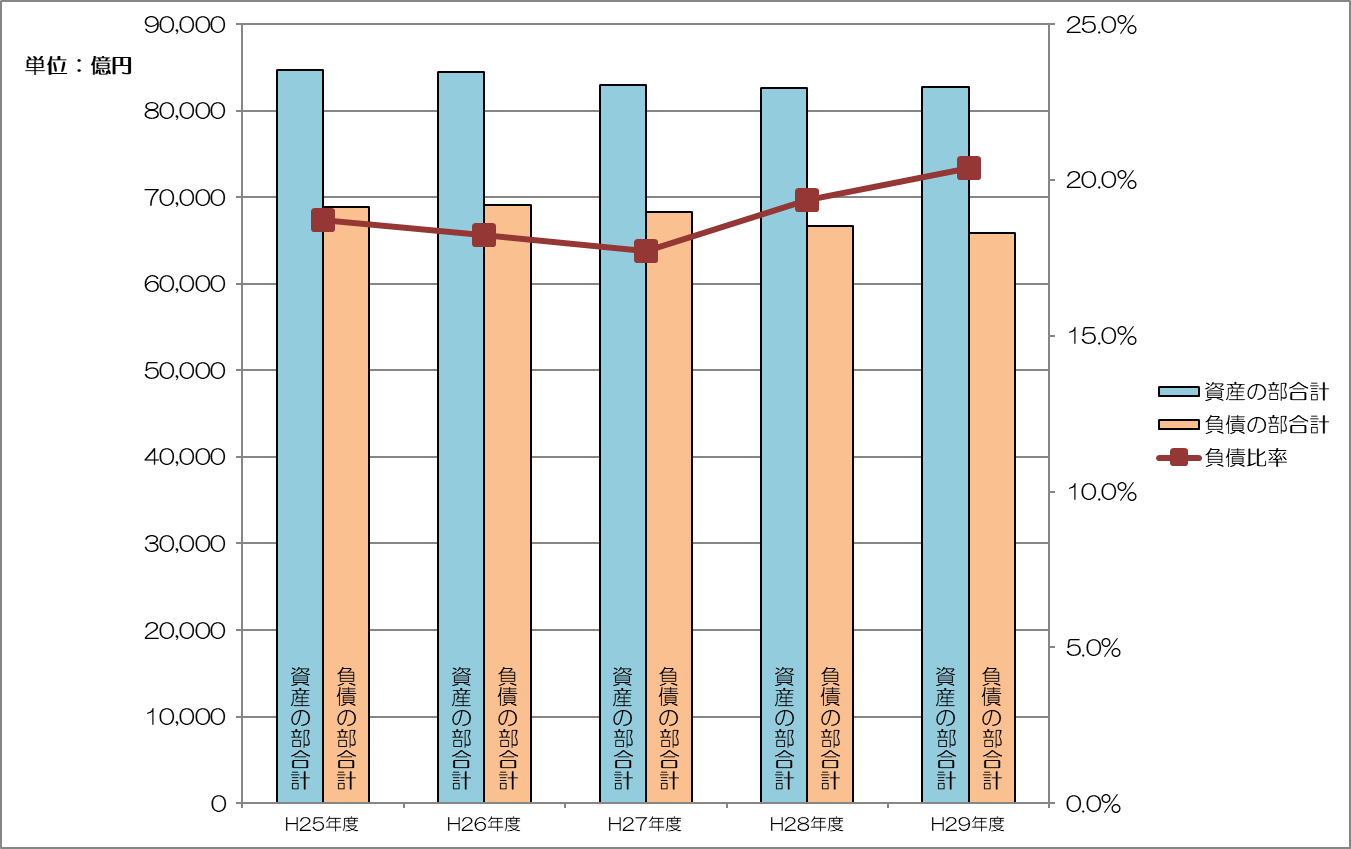 単位：億円
90,000
80,000
70,000
60,000
50,000
40,000
30,000
20,000
10,000
0
25.0%
20.0%
15.0%
10.0%
5.0%
0.0%
資産の部合計
負債の部合計
資産の部合計
負債の部合計
資産の部合計
負債の部合計
資産の部合計
負債の部合計
資産の部合計
負債の部合計
H25年度
H26年度
H27年度
H28年度
H29年度
資産の部合計
負債の部合計
負債比率